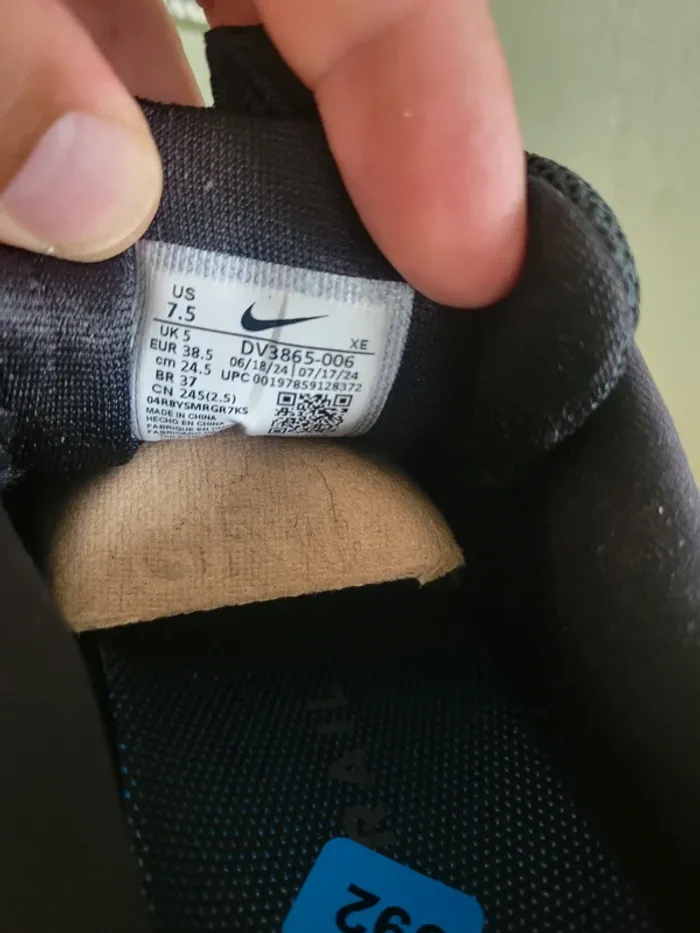 US
7.5
UK 5
EUR 38.5
cm 24.5
BR 37
CN 245(2.5)
XE
DV3865-006
06/18/24 07/17/24
UPC 00197859128372
04RBYSMRGR7KS
MADE IN CHINA
HECHO EN CHINA
RAIL